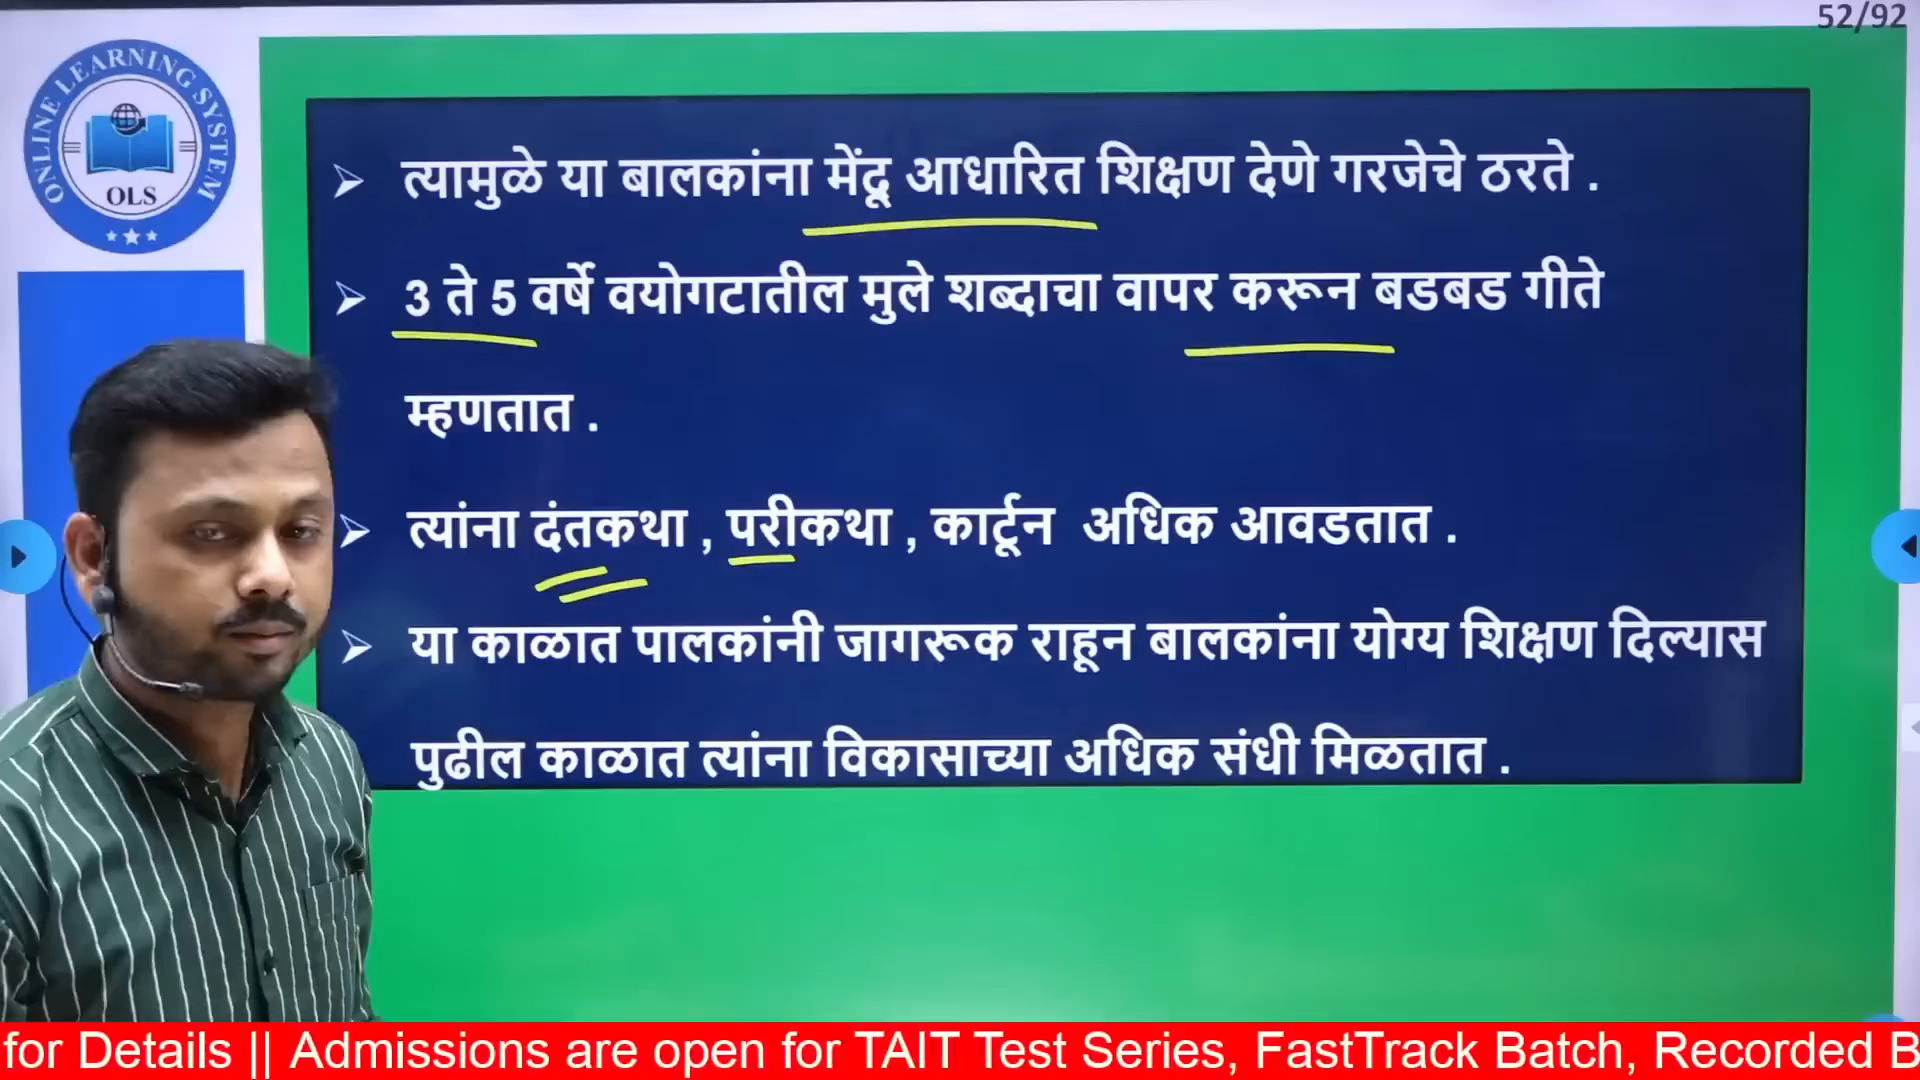 52/92
ONLINE LEARNING SYSTEM
OLS
➢ त्यामुळे या बालकांना मेंदू आधारित शिक्षण देणे गरजेचे ठरते .
➢ 3 ते 5 वर्षे वयोगटातील मुले शब्दाचा वापर करून बडबड गीते
म्हणतात .
➢ त्यांना दंतकथा , परीकथा , कार्टून अधिक आवडतात .
➢ या काळात पालकांनी जागरूक राहून बालकांना योग्य शिक्षण दिल्यास
पुढील काळात त्यांना विकासाच्या अधिक संधी मिळतात .
for Details || Admissions are open for TAIT Test Series, FastTrack Batch, Recorded B